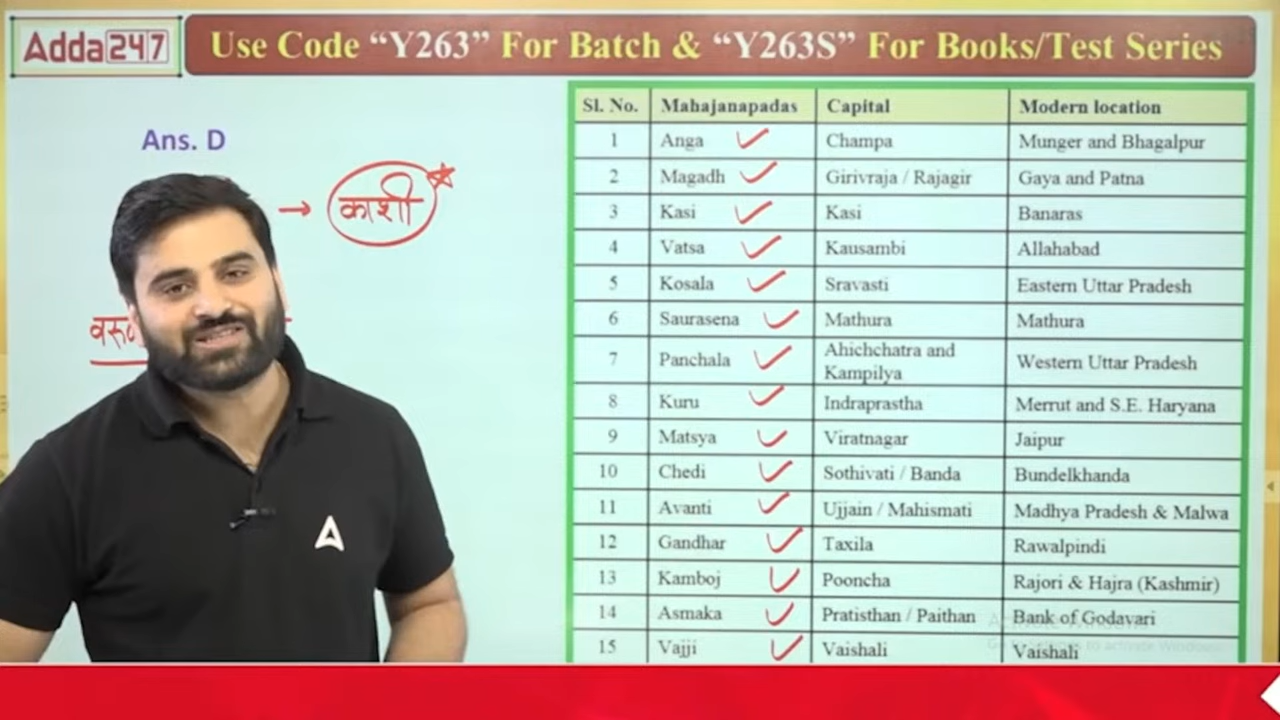 Adda247
Use Code “Y263” For Batch & “Y263S” For Books/Test Series
Ans. D
→ काशी
Sl. No. Mahajanapadas Capital Modern location
1 Anga Champa Munger and Bhagalpur
2 Magadh Girivraja / Rajagir Gaya and Patna
3 Kasi Kasi Banaras
4 Vatsa Kausambi Allahabad
5 Kosala Sravasti Eastern Uttar Pradesh
6 Saurasena Mathura Mathura
7 Panchala Ahichchatra and
Kampilya Western Uttar Pradesh
8 Kuru Indraprastha Merrut and S.E. Haryana
9 Matsya Viratnagar Jaipur
10 Chedi Sothivati / Banda Bundelkhanda
11 Avanti Ujjain / Mahismati Madhya Pradesh & Malwa
12 Gandhar Taxila Rawalpindi
13 Kamboj Pooncha Rajori & Hajra (Kashmir)
14 Asmaka Pratisthan / Paithan Bank of Godavari
15 Vajji Vaishali Vaishali